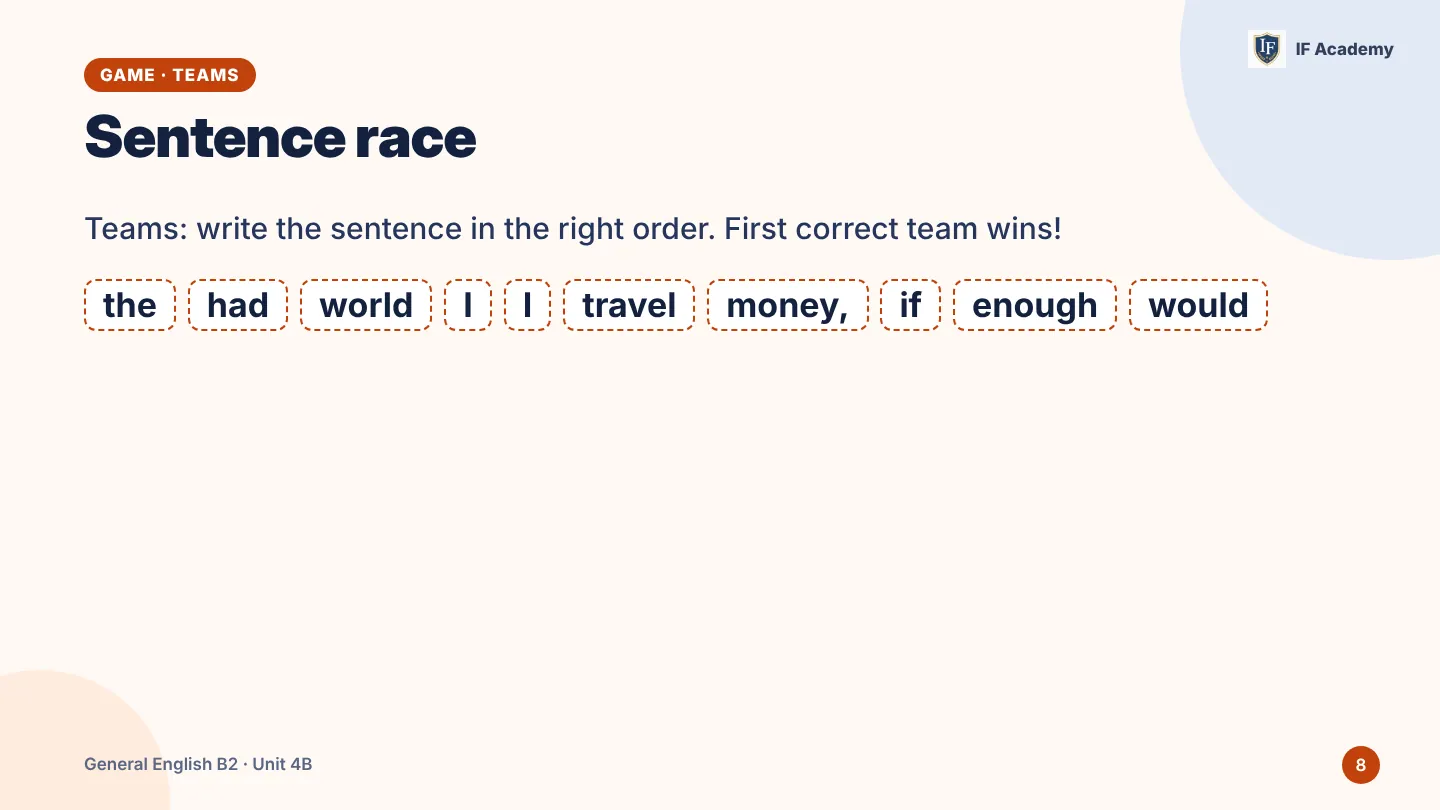 IF Academy
GAME · TEAMS
Sentence race
Teams: write the sentence in the right order. First correct team wins!
the had world I I travel money, if enough would
General English B2 · Unit 4B
8